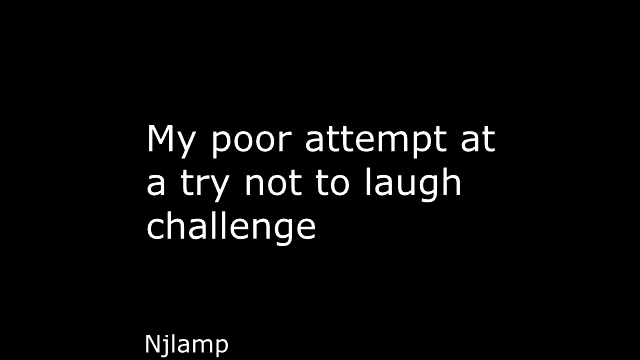 My poor attempt at
a try not to laugh
challenge
Njlamp